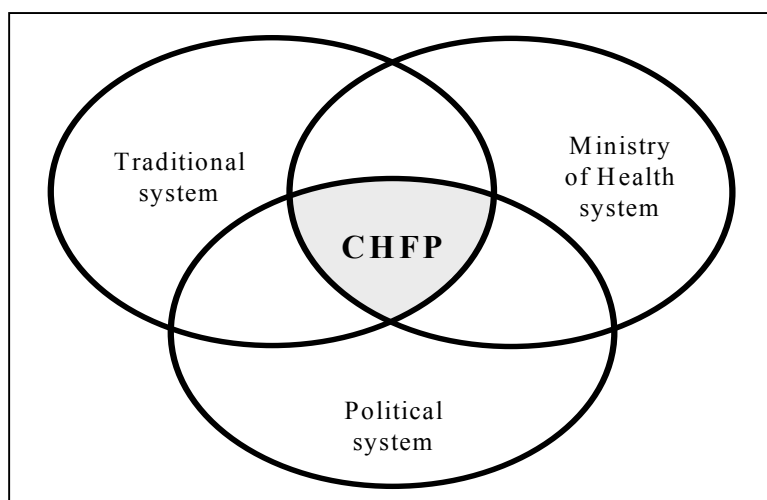 Traditional
system
Ministry
of Health
system
CHFP
Political
system